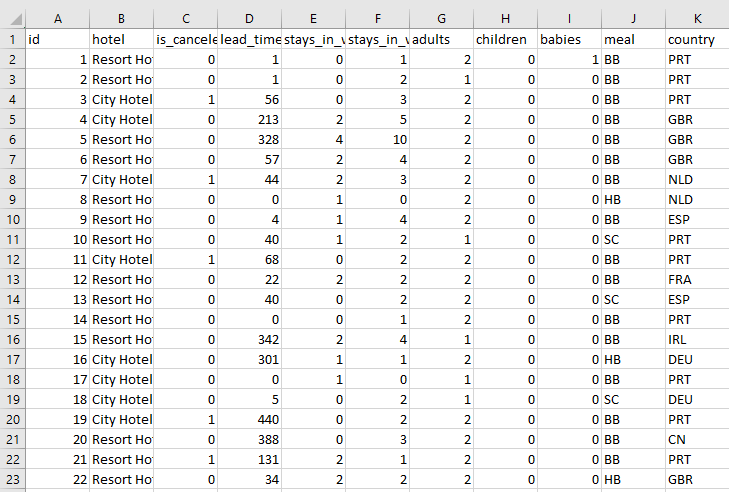 A B C D E F G H I J K
1 id hotel is_cancele lead_time stays_in_v stays_in_v adults children babies meal country
2 1 Resort Ho 0 1 0 1 2 0 1 BB PRT
3 2 Resort Ho 0 1 0 2 1 0 0 BB PRT
4 3 City Hotel 1 56 0 3 2 0 0 BB PRT
5 4 City Hotel 0 213 2 5 2 0 0 BB GBR
6 5 Resort Ho 0 328 4 10 2 0 0 BB GBR
7 6 Resort Ho 0 57 2 4 2 0 0 BB GBR
8 7 City Hotel 1 44 2 3 2 0 0 BB NLD
9 8 Resort Ho 0 0 1 0 2 0 0 HB NLD
10 9 Resort Ho 0 4 1 4 2 0 0 BB ESP
11 10 Resort Ho 0 40 1 2 1 0 0 SC PRT
12 11 City Hotel 1 68 0 2 2 0 0 BB PRT
13 12 Resort Ho 0 22 2 2 2 0 0 BB FRA
14 13 Resort Ho 0 40 0 2 2 0 0 SC ESP
15 14 Resort Ho 0 0 0 1 2 0 0 BB PRT
16 15 Resort Ho 0 342 2 4 1 0 0 BB IRL
17 16 City Hotel 0 301 1 1 2 0 0 HB DEU
18 17 City Hotel 0 0 1 0 1 0 0 BB PRT
19 18 City Hotel 0 5 0 2 1 0 0 SC DEU
20 19 City Hotel 1 440 0 2 2 0 0 BB PRT
21 20 Resort Ho 0 388 0 3 2 0 0 BB CN
22 21 Resort Ho 1 131 2 1 2 0 0 BB PRT
23 22 Resort Ho 0 34 2 2 2 0 0 HB GBR